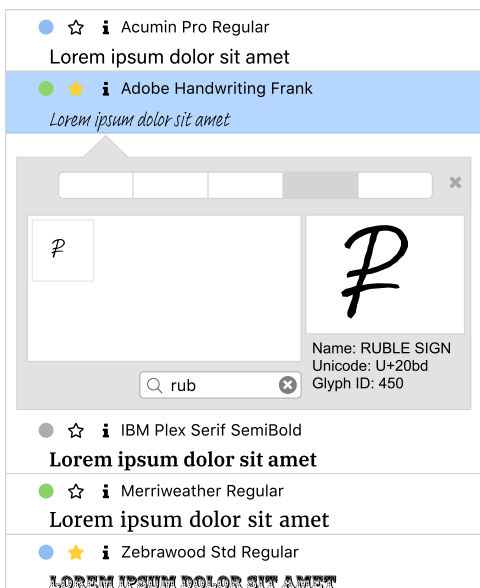 Acumin Pro Regular
Lorem ipsum dolor sit amet
Adobe Handwriting Frank
Lorem ipsum dolor sit amet
₽
₽
Name: RUBLE SIGN
Unicode: U+20bd
Glyph ID: 450
rub
IBM Plex Serif SemiBold
Lorem ipsum dolor sit amet
Merriweather Regular
Lorem ipsum dolor sit amet
Zebrawood Std Regular
LOREM IPSUM DOLOR SIT AMET